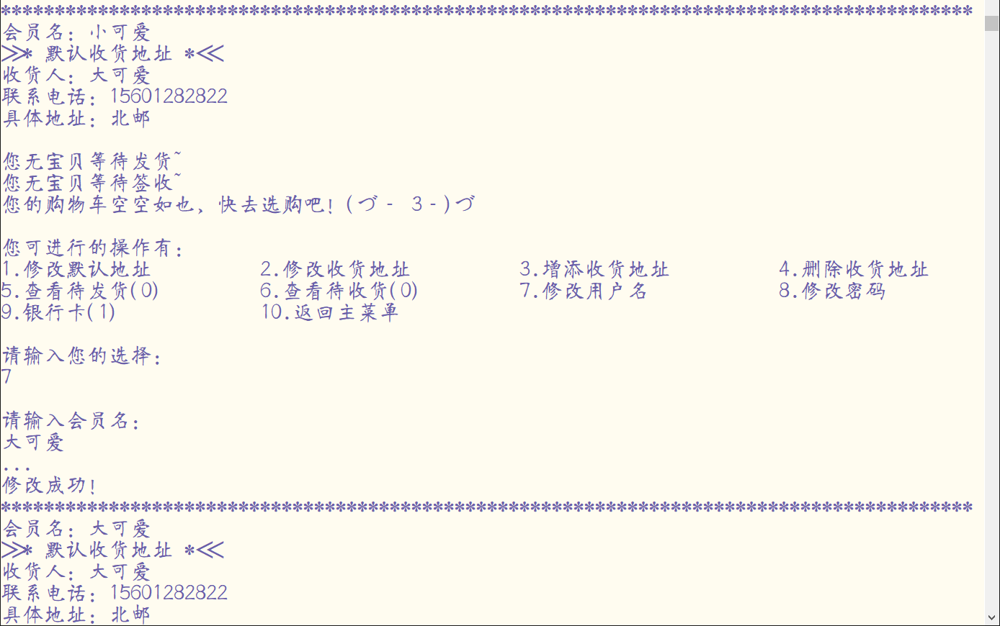 ******************************************************************************************
会员名：小可爱
>>* 默认收货地址 *<<
收货人：大可爱
联系电话：15601282822
具体地址：北邮
您无宝贝等待发货~
您无宝贝等待签收~
您的购物车空空如也，快去选购吧！(づ- 3-)づ
您可进行的操作有：
1.修改默认地址 2.修改收货地址 3.增添收货地址 4.删除收货地址
5.查看待发货(0) 6.查看待收货(0) 7.修改用户名 8.修改密码
9.银行卡(1) 10.返回主菜单
请输入您的选择：
7
请输入会员名：
大可爱
...
修改成功！
******************************************************************************************
会员名：大可爱
>>* 默认收货地址 *<<
收货人：大可爱
联系电话：15601282822
具体地址：北邮